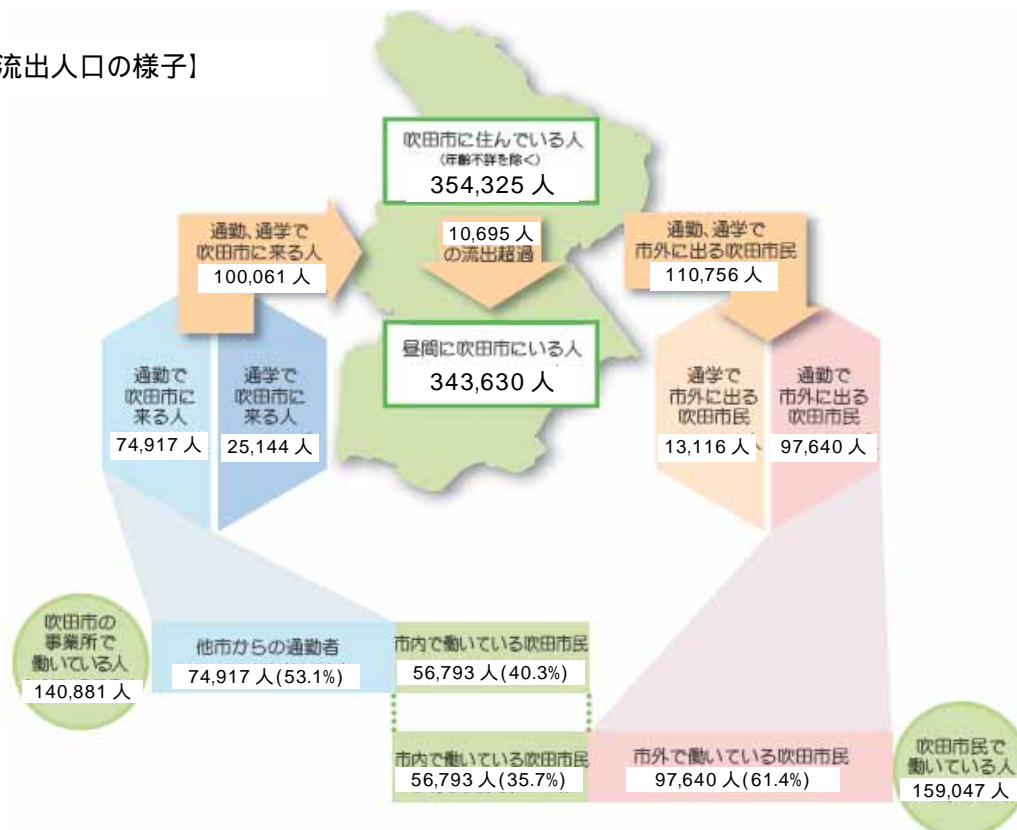 流出人口の様子】
吹田市に住んでいる人
(年齢不詳を除く)
354,325 人
通勤、通学で
吹田市に来る人
100,061 人
10,695 人
の流出超過
通勤、通学で
市外に出る吹田市民
110,756 人
昼間に吹田市にいる人
343,630 人
通勤で
吹田市に
来る人
74,917 人
通学で
吹田市に
来る人
25,144 人
通学で
市外に出る
吹田市民
13,116 人
通勤で
市外に出る
吹田市民
97,640 人
吹田市の
事業所で
働いている人
140,881 人
他市からの通勤者
74,917 人(53.1%)
市内で働いている吹田市民
56,793 人(40.3%)
市内で働いている吹田市民
56,793 人(35.7%)
市外で働いている吹田市民
97,640 人(61.4%)
吹田市民で
働いている人
159,047 人